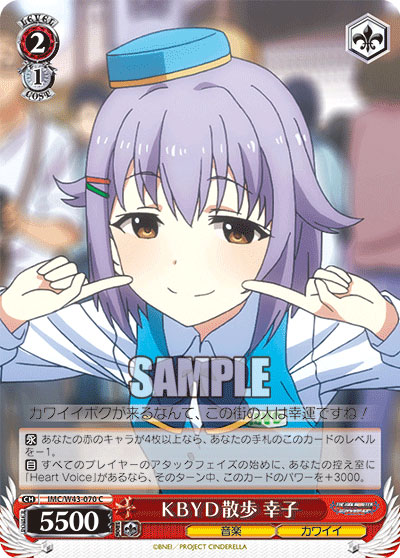 LEVEL
2
1
COST
SAMPLE
カワイイボクが来るなんて、この街の人は幸運ですね！
永 あなたの赤のキャラが4枚以上なら、あなたの手札のこのカードのレベル
を－1。
自 すべてのプレイヤーのアタックフェイズの始めに、あなたの控え室に
「Heart Voice」があるなら、そのターン中、このカードのパワーを＋3000。
CH IMC/W43-070 C
5500
KBYD散歩 幸子
音楽
カワイイ
©BNEI／PROJECT CINDERELLA